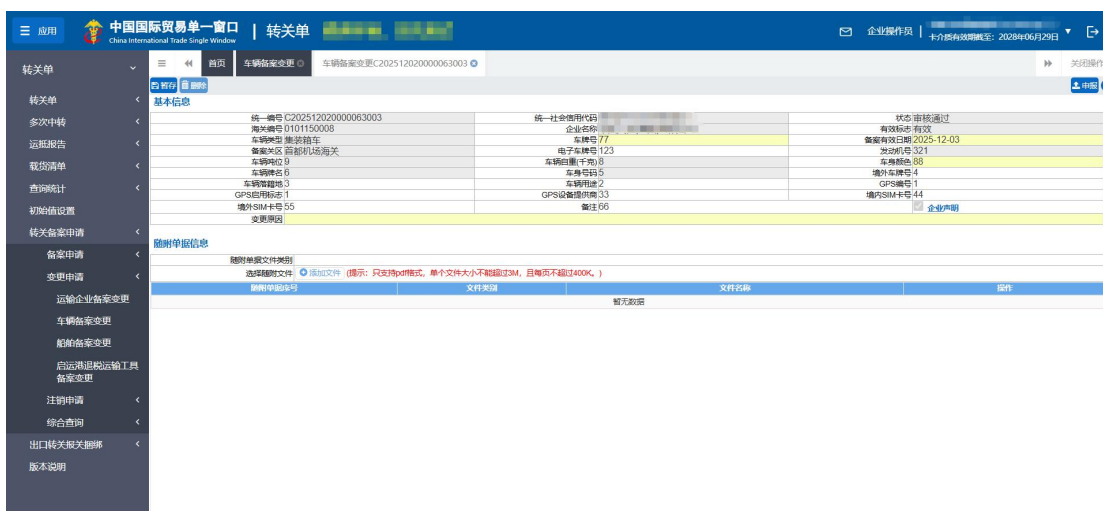 应用 中国国际贸易单一窗口 转关单 企业操作员
China International Trade Single Window 卡介质有效期截至: 2028年06月29日
转关单 首页 车辆备案变更 车辆备案变更C202512020000063003 关闭操作
暂存 删除 申报
转关单
多次中转
运抵报告
载货清单
查询统计
初始值设置
转关备案申请
备案申请
变更申请
运输企业备案变更
车辆备案变更
船舶备案变更
启运港退税运输工具
备案变更
注销申请
综合查询
出口转关报关捆绑
版本说明
基本信息
统一编号 C202512020000063003 统一社会信用代码 状态 审核通过
海关编号 0101150008 企业名称 有效标志 有效
车辆类型 集装箱车 车牌号 77 备案有效日期 2025-12-03
备案关区 首都机场海关 电子车牌号 123 发动机号 321
车辆吨位 9 车辆自重(千克) 8 车身颜色 88
车辆牌名 6 车身号码 5 境外车牌号 4
车辆落籍地 3 车辆用途 2 GPS编号 1
GPS启用标志 1 GPS设备提供商 33 境内SIM卡号 44
境外SIM卡号 55 备注 66 企业声明
变更原因
随附单据信息
随附单据文件类别
选择随附文件 添加文件 (提示: 只支持pdf格式, 单个文件大小不能超过3M, 且每页不超过400K。)
随附单据序号 文件类别 文件名称 操作
暂无数据